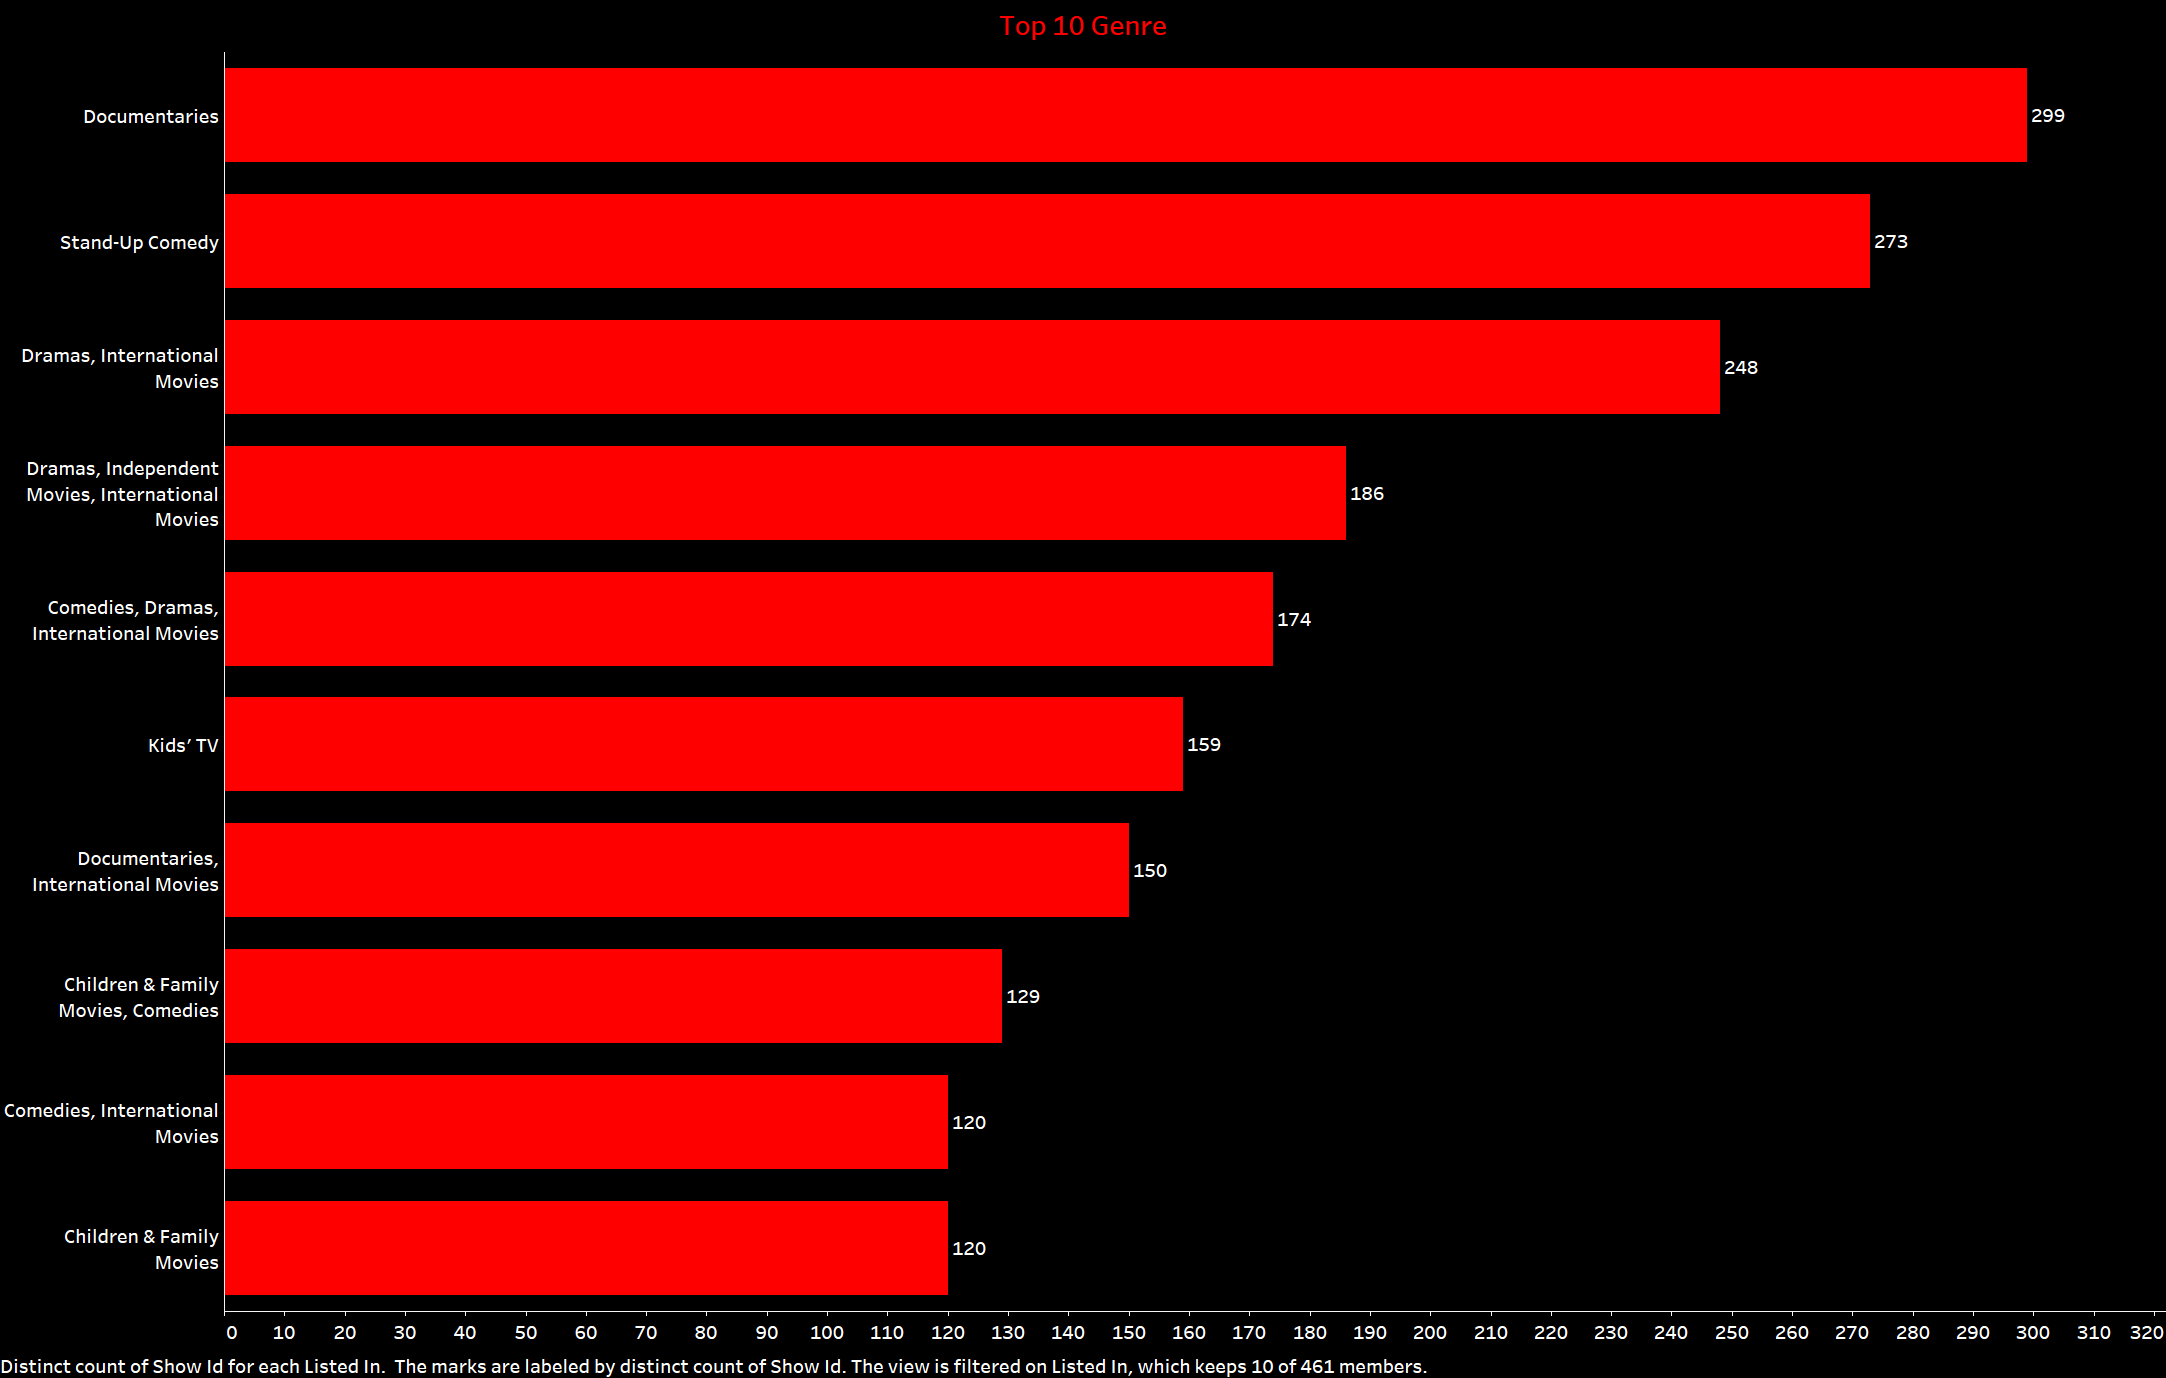 Top 10 Genre
Documentaries
299
Stand-Up Comedy
273
Dramas, International
Movies
248
Dramas, Independent
Movies, International
Movies
186
Comedies, Dramas,
International Movies
174
Kids’ TV
159
Documentaries,
International Movies
150
Children & Family
Movies, Comedies
129
Comedies, International
Movies
120
Children & Family
Movies
120
0 10 20 30 40 50 60 70 80 90 100 110 120 130 140 150 160 170 180 190 200 210 220 230 240 250 260 270 280 290 300 310 320
Distinct count of Show Id for each Listed In.  The marks are labeled by distinct count of Show Id. The view is filtered on Listed In, which keeps 10 of 461 members.